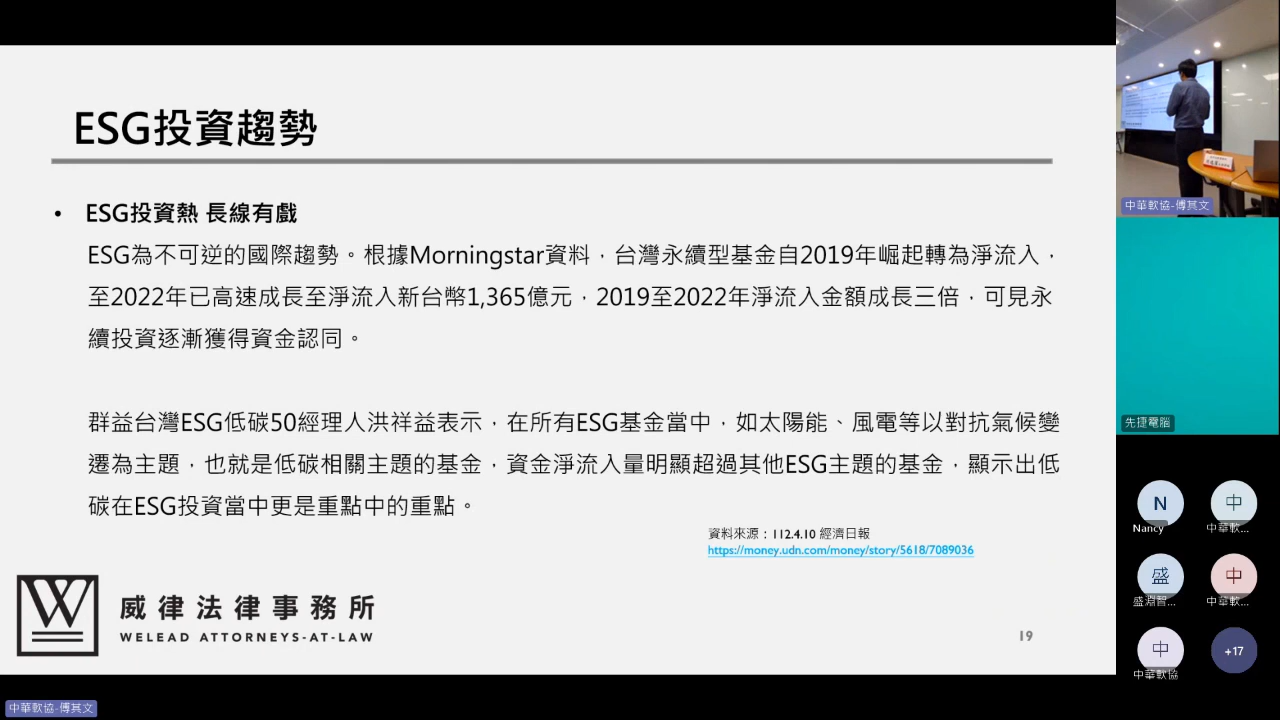 ESG投資趨勢
• ESG投資熱 長線有戲
ESG為不可逆的國際趨勢。根據Morningstar資料，台灣永續型基金自2019年崛起轉為淨流入，
至2022年已高速成長至淨流入新台幣1,365億元，2019至2022年淨流入金額成長三倍，可見永
續投資逐漸獲得資金認同。
群益台灣ESG低碳50經理人洪祥益表示，在所有ESG基金當中，如太陽能、風電等以對抗氣候變
遷為主題，也就是低碳相關主題的基金，資金淨流入量明顯超過其他ESG主題的基金，顯示出低
碳在ESG投資當中更是重點中的重點。
資料來源：112.4.10 經濟日報
https://money.udn.com/money/story/5618/7089036
W
威律法律事務所
WELEAD ATTORNEYS-AT-LAW
19
中華軟協-傅其文
中華軟協-傅其文
先捷電腦
N
Nancy
中
中華軟...
盛
盛淵智...
中
中華軟...
中
中華軟協
+17